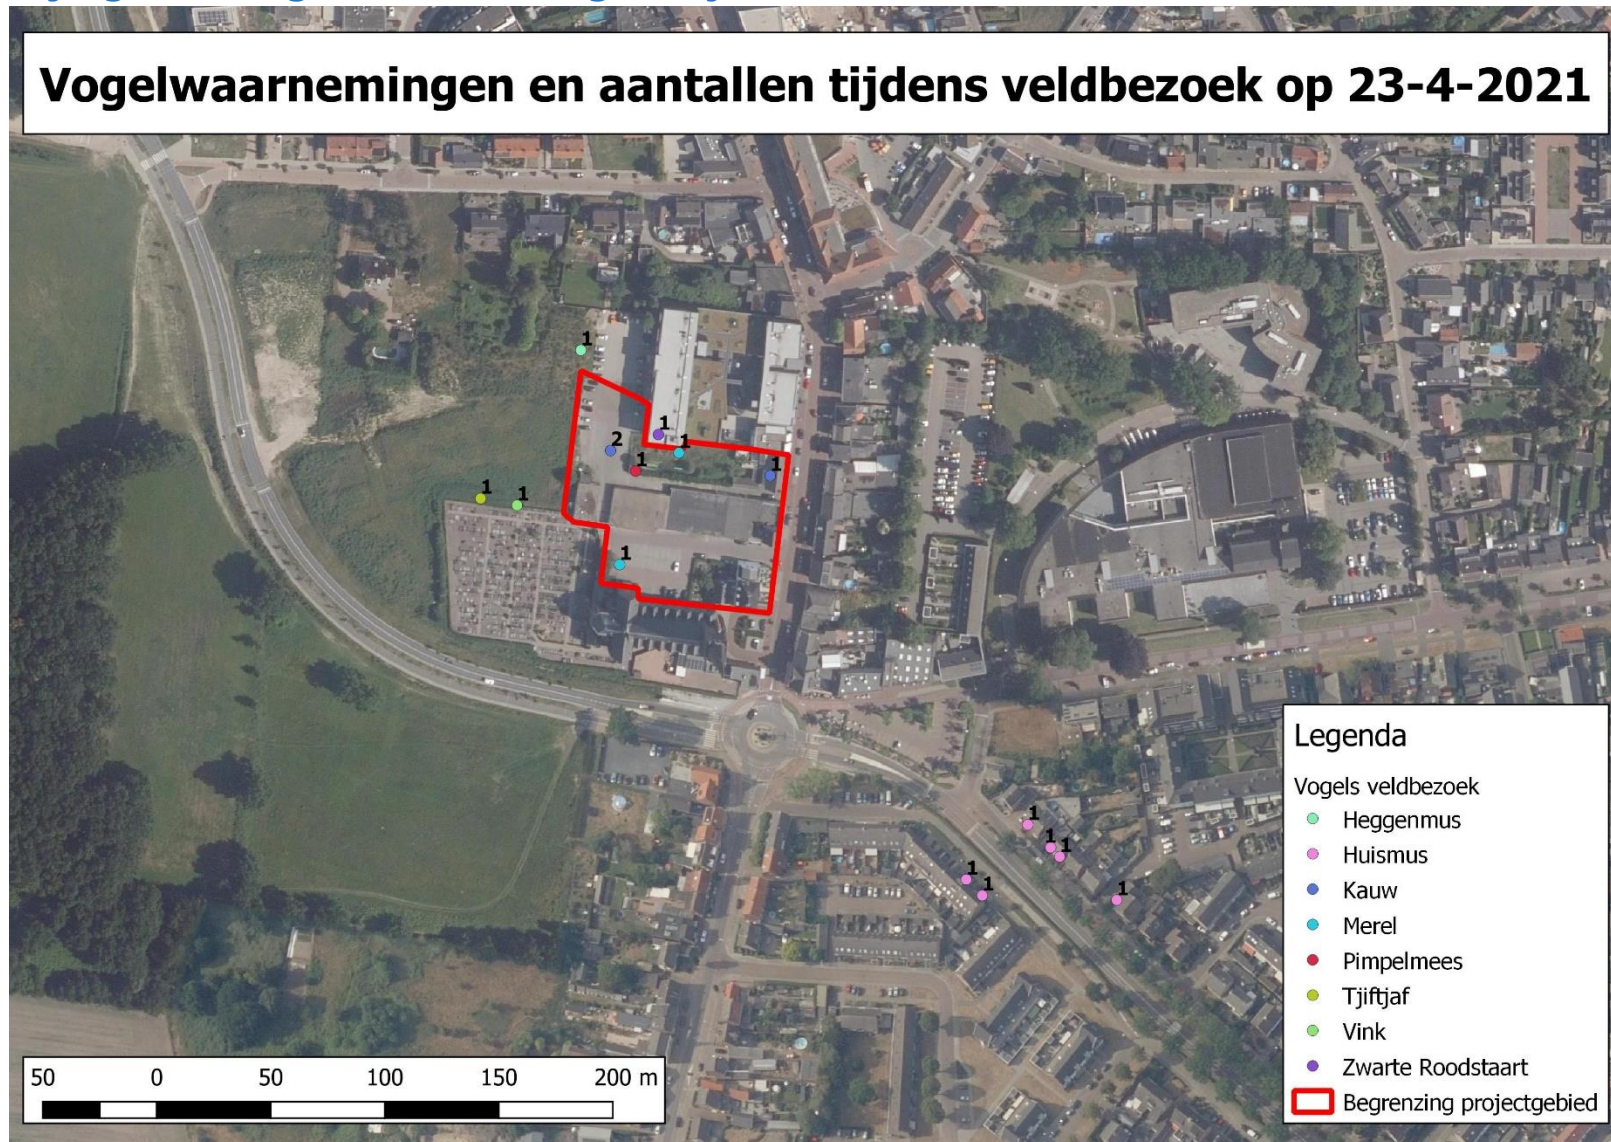 Vogelwaarnemingen en aantallen tijdens veldbezoek op 23-4-2021
1
1
2
1
1
1
1
1
1
1
1
1
1
1
1
Legenda
Vogels veldbezoek
Heggenmus
Huismus
Kauw
Merel
Pimpelmees
Tjiftjaf
Vink
Zwarte Roodstaart
Begrenzing projectgebied
50 0 50 100 150 200 m